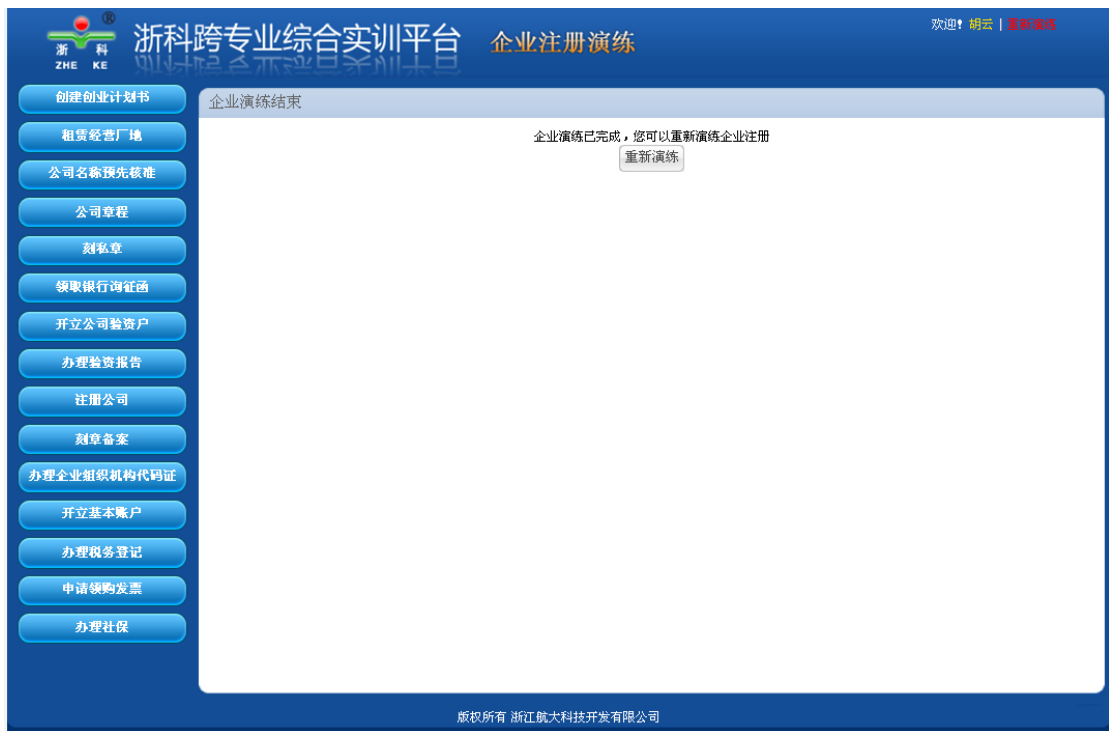 ®
浙 科
ZHE KE
浙科跨专业综合实训平台
企业注册演练
欢迎! 胡云 | 重新演练
创建创业计划书
租赁经营厂地
公司名称预先核准
公司章程
刻私章
领取银行询征函
开立公司验资户
办理验资报告
注册公司
刻章备案
办理企业组织机构代码证
开立基本账户
办理税务登记
申请领购发票
办理社保
企业演练结束
企业演练已完成，您可以重新演练企业注册
重新演练
版权所有 浙江航大科技开发有限公司